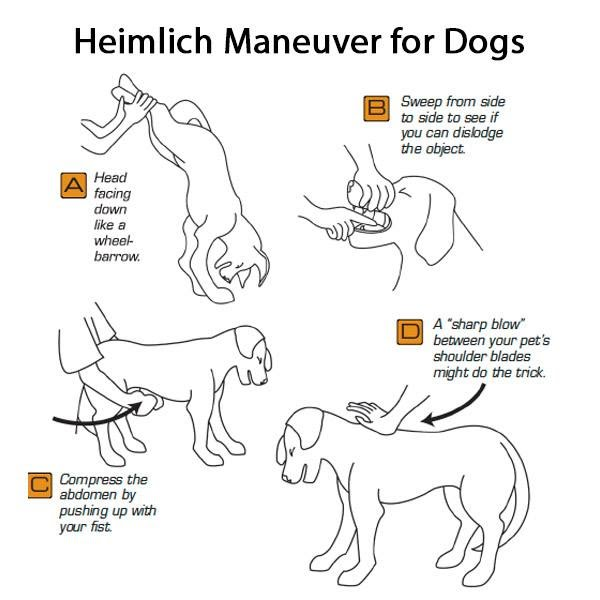 Heimlich Maneuver for Dogs
A
Head
facing
down
like a
wheel-
barrow.
B
Sweep from side
to side to see if
you can dislodge
the object.
C
Compress the
abdomen by
pushing up with
your fist.
D
A "sharp blow"
between your pet's
shoulder blades
might do the trick.